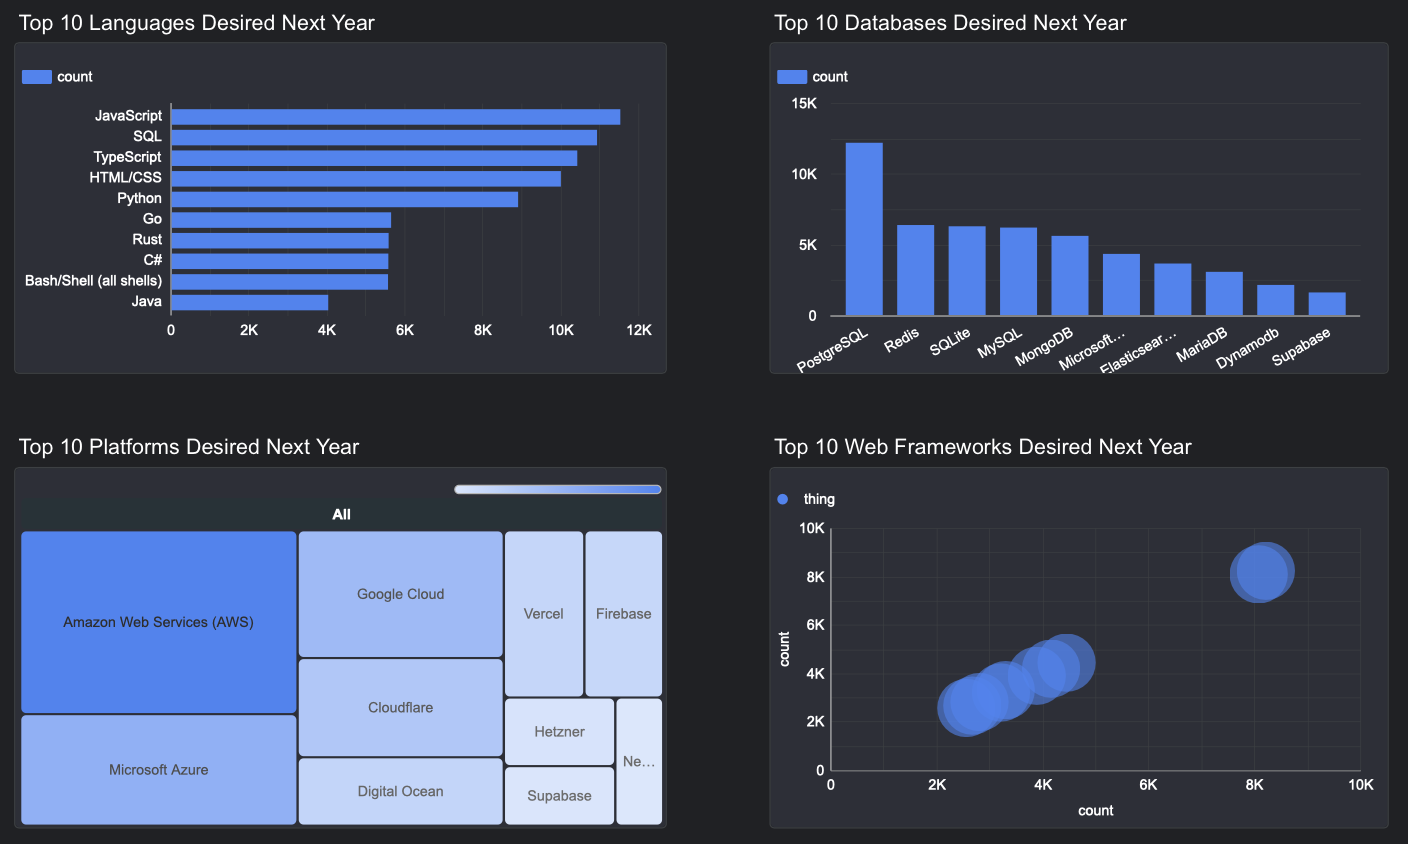 Top 10 Languages Desired Next Year
count
JavaScript
SQL
TypeScript
HTML/CSS
Python
Go
Rust
C#
Bash/Shell (all shells)
Java
0 2K 4K 6K 8K 10K 12K
Top 10 Databases Desired Next Year
count
15K
10K
5K
0
PostgreSQL
Redis
SQLite
MySQL
MongoDB
Microsoft…
Elasticsear…
MariaDB
Dynamodb
Supabase
Top 10 Platforms Desired Next Year
All
Amazon Web Services (AWS)
Microsoft Azure
Google Cloud
Cloudflare
Digital Ocean
Vercel
Firebase
Hetzner
Supabase
Ne…
Top 10 Web Frameworks Desired Next Year
thing
10K
8K
6K
4K
2K
0
count
0 2K 4K 6K 8K 10K
count